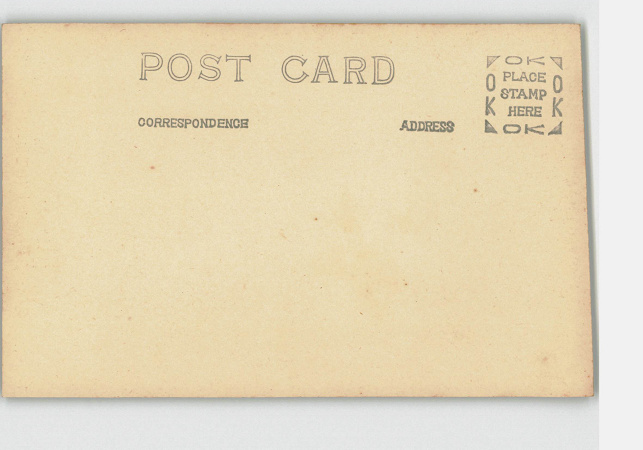 POST CARD
CORRESPONDENCE
ADDRESS
OK
OK
PLACE
STAMP
HERE
OK
OK